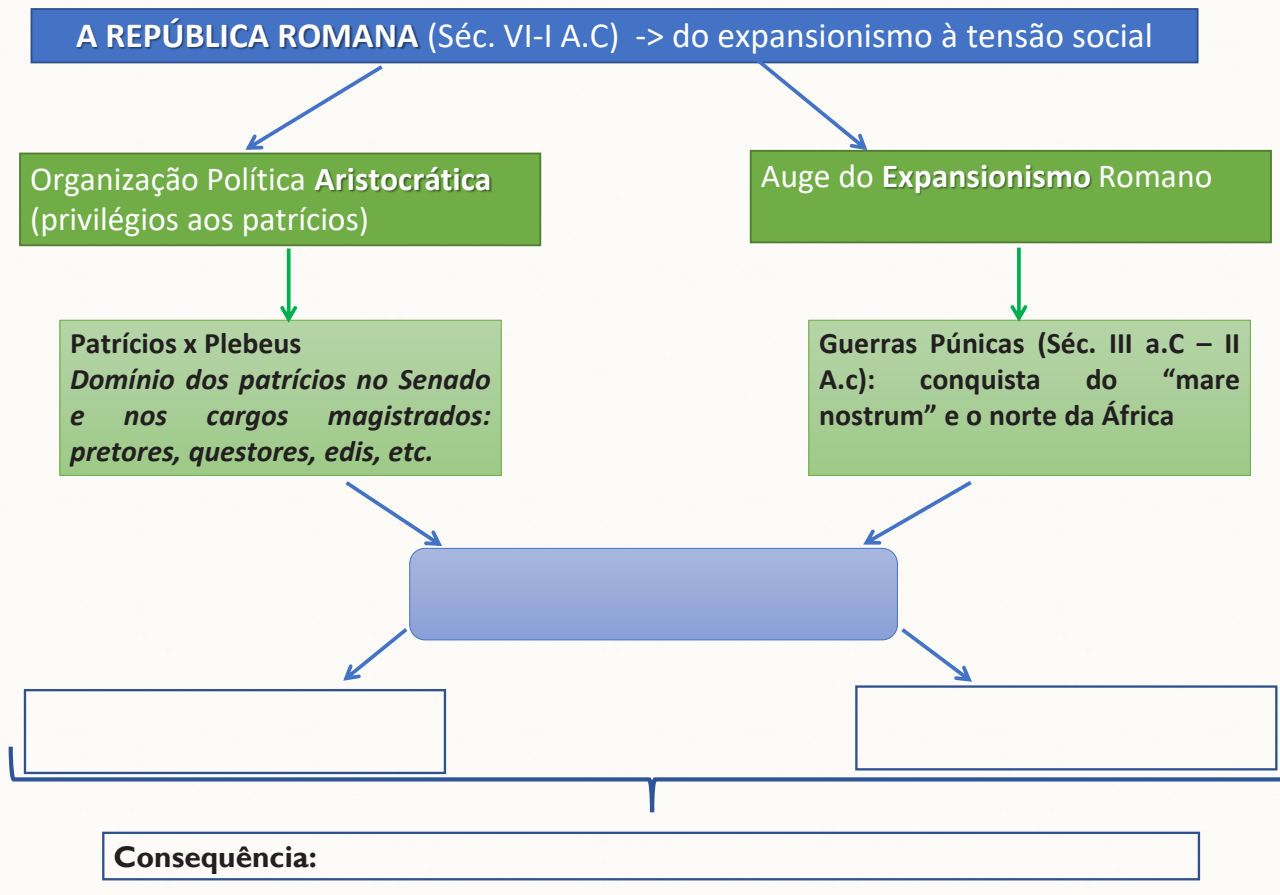 A REPÚBLICA ROMANA (Séc. VI-I A.C) -> do expansionismo à tensão social
Organização Política Aristocrática
(privilégios aos patrícios)
Auge do Expansionismo Romano
Patrícios x Plebeus
Domínio dos patrícios no Senado
e nos cargos magistrados:
pretores, questores, edis, etc.
Guerras Púnicas (Séc. III a.C – II
A.c): conquista do “mare
nostrum” e o norte da África
Consequência: